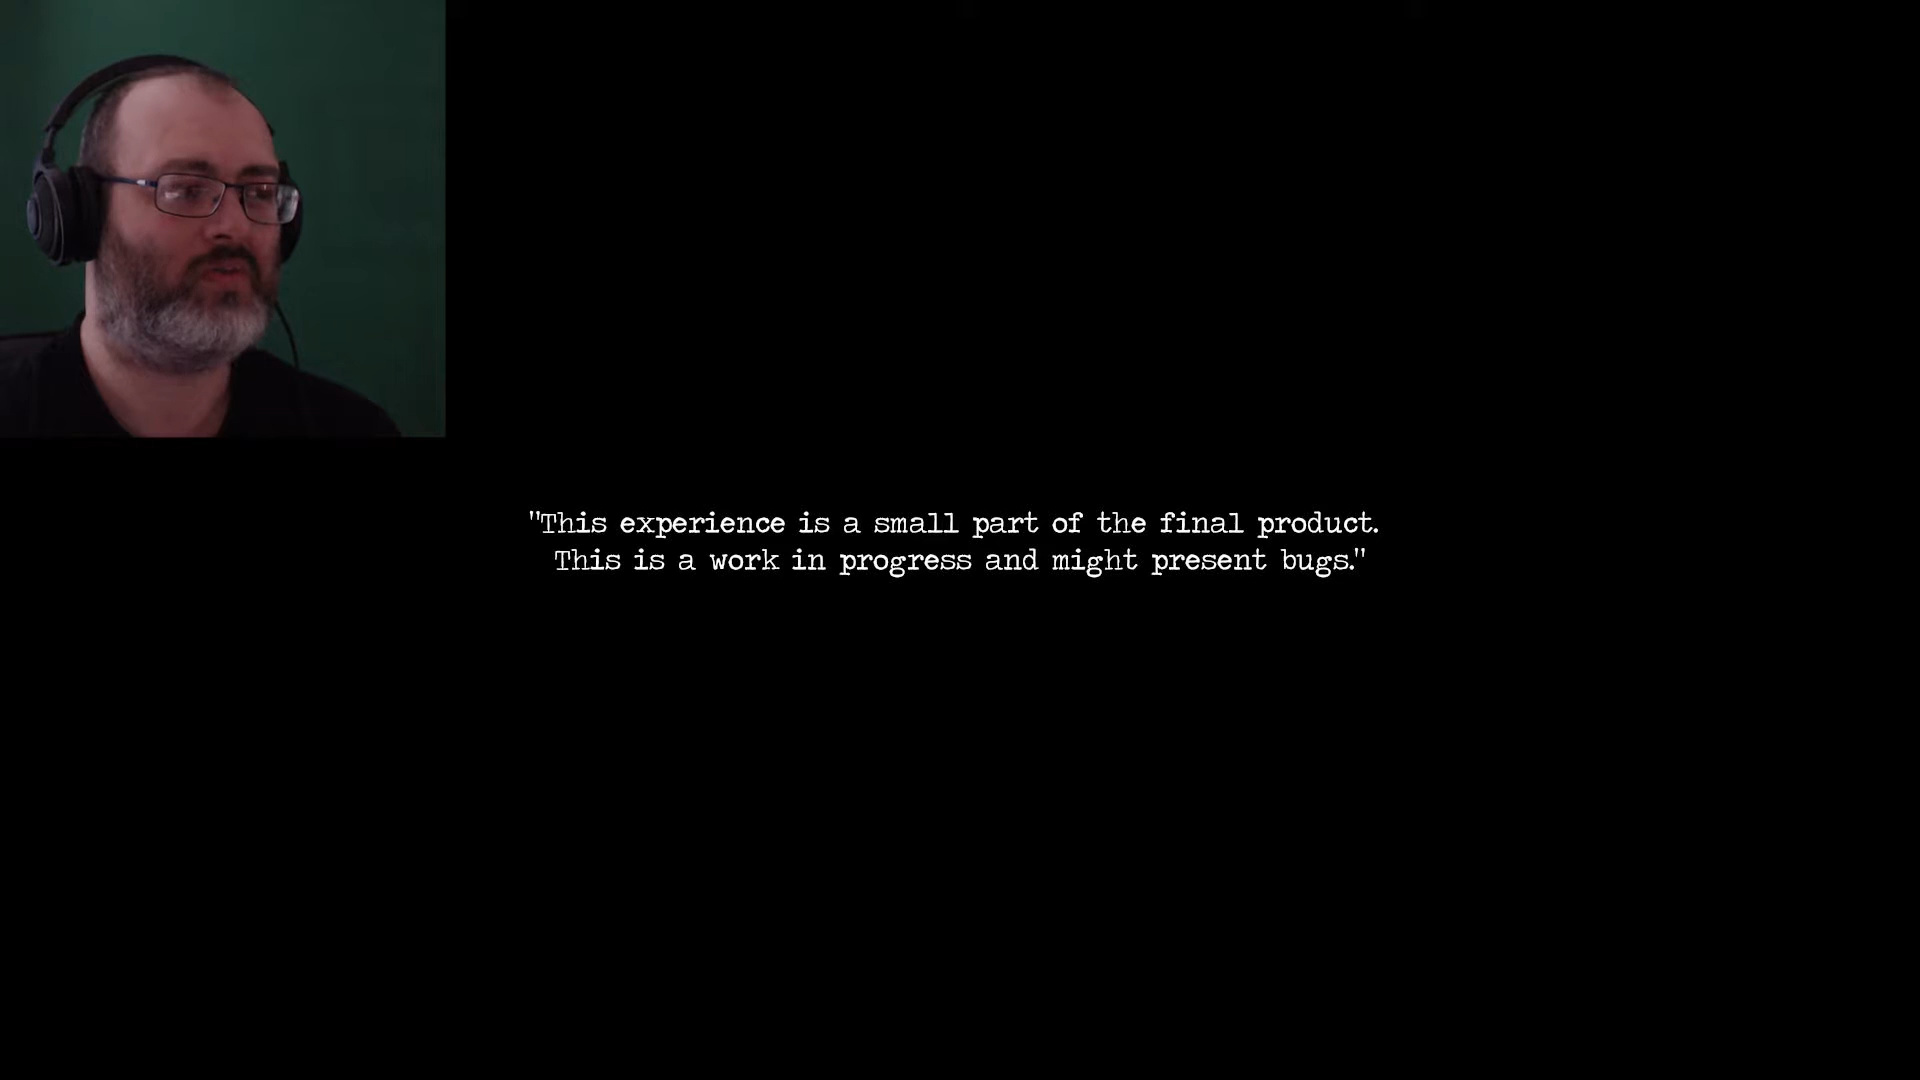 "This experience is a small part of the final product.
This is a work in progress and might present bugs."